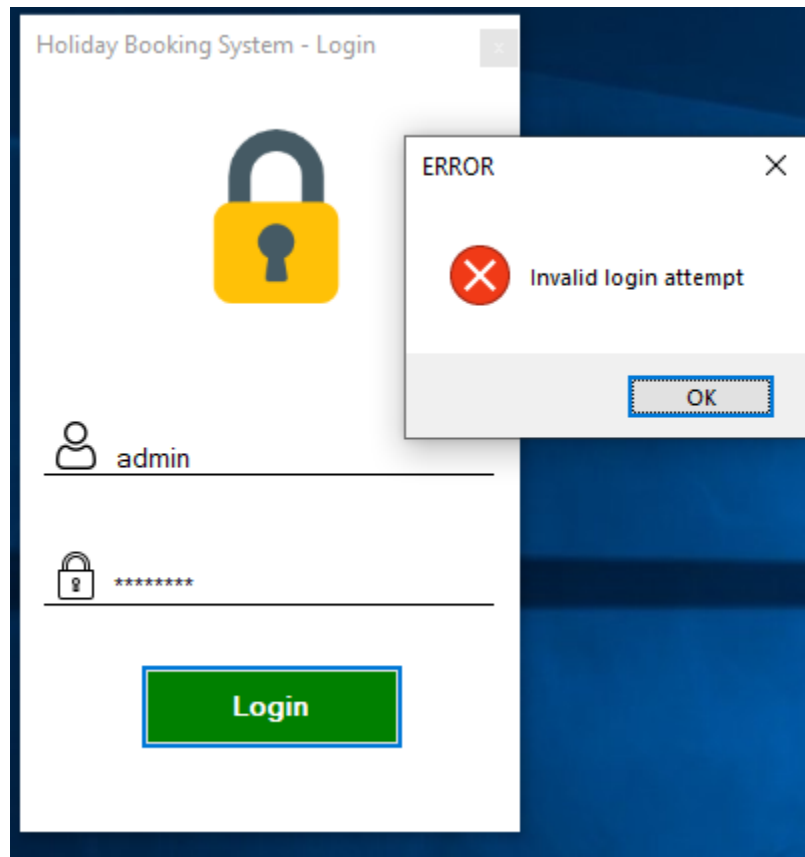 Holiday Booking System - Login
x
ERROR
Invalid login attempt
OK
admin
********
Login